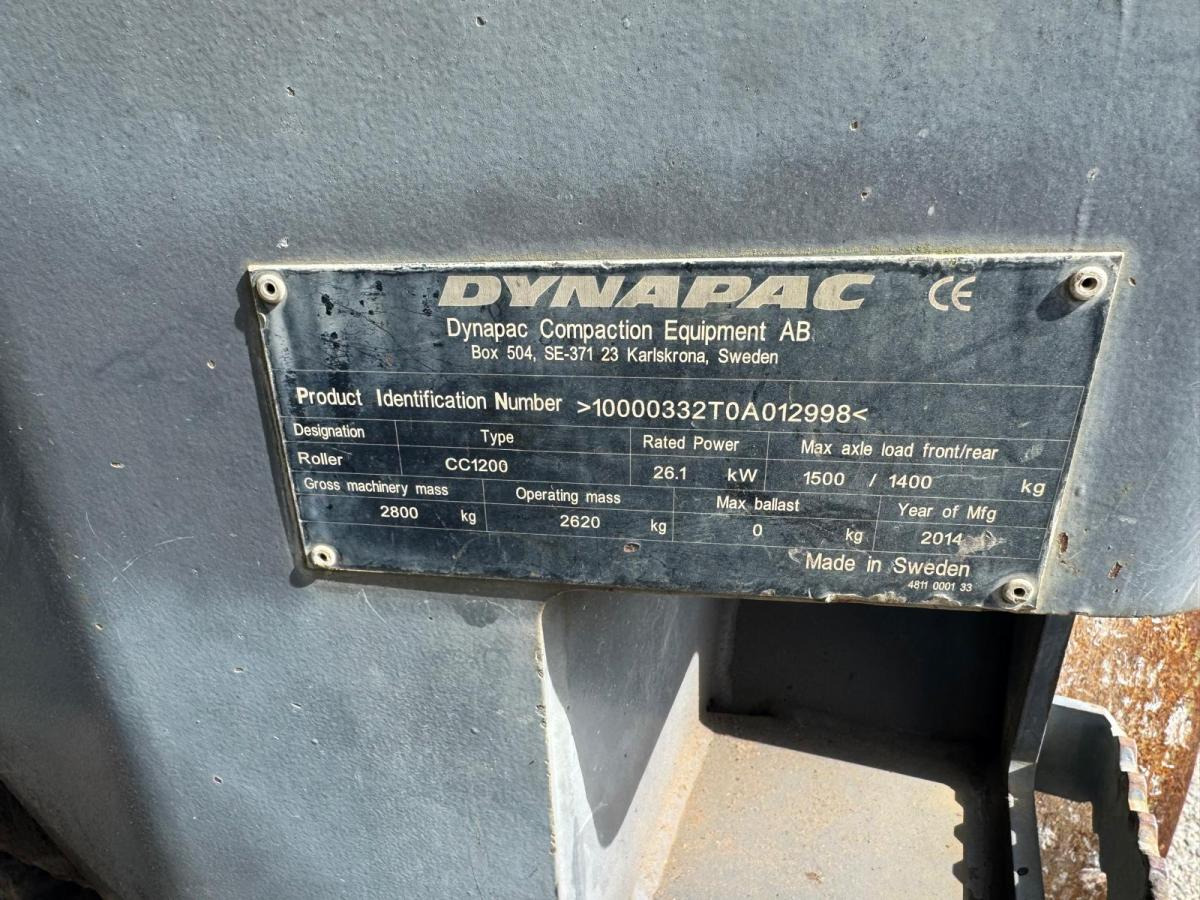 DYNAPAC CE
Dynapac Compaction Equipment AB
Box 504, SE-371 23 Karlskrona, Sweden
Product Identification Number >10000332T0A012998<
Designation Type Rated Power Max axle load front/rear
Roller CC1200 26.1 kW 1500 / 1400 kg
Gross machinery mass Operating mass Max ballast Year of Mfg
2800 kg 2620 kg 0 kg 2014
Made in Sweden
4811 0001 33